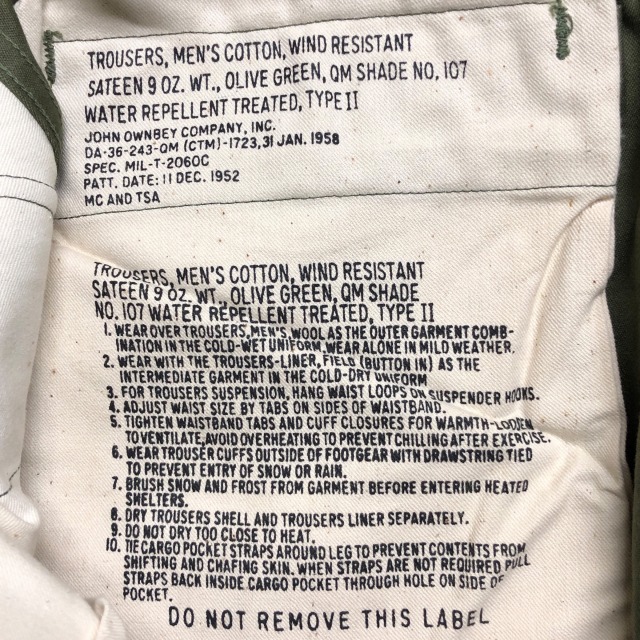 TROUSERS, MEN'S COTTON, WIND RESISTANT
SATEEN 9 OZ. WT., OLIVE GREEN, QM SHADE NO. 107
WATER REPELLENT TREATED, TYPE II
JOHN OWNBEY COMPANY, INC.
DA-36-243-QM (CTM)-1723, 31 JAN. 1958
SPEC. MIL-T-2060C
PATT. DATE: 11 DEC. 1952
MC AND TSA
TROUSERS, MEN'S COTTON, WIND RESISTANT
SATEEN 9 OZ. WT., OLIVE GREEN, QM SHADE
NO. 107 WATER REPELLENT TREATED, TYPE II
1. WEAR OVER TROUSERS, MEN'S, WOOL AS THE OUTER GARMENT COMB-
INATION IN THE COLD-WET UNIFORM, WEAR ALONE IN MILD WEATHER.
2. WEAR WITH THE TROUSERS-LINER, FIELD (BUTTON IN) AS THE
INTERMEDIATE GARMENT IN THE COLD-DRY UNIFORM
3. FOR TROUSERS SUSPENSION, HANG WAIST LOOPS ON SUSPENDER HOOKS.
4. ADJUST WAIST SIZE BY TABS ON SIDES OF WAISTBAND.
5. TIGHTEN WAISTBAND TABS AND CUFF CLOSURES FOR WARMTH-LOOSEN
TO VENTILATE, AVOID OVERHEATING TO PREVENT CHILLING AFTER EXERCISE.
6. WEAR TROUSER CUFFS OUTSIDE OF FOOTGEAR WITH DRAWSTRING TIED
TO PREVENT ENTRY OF SNOW OR RAIN.
7. BRUSH SNOW AND FROST FROM GARMENT BEFORE ENTERING HEATED
SHELTERS.
8. DRY TROUSERS SHELL AND TROUSERS LINER SEPARATELY.
9. DO NOT DRY TOO CLOSE TO HEAT.
10. TIE CARGO POCKET STRAPS AROUND LEG TO PREVENT CONTENTS FROM
SHIFTING AND CHAFING SKIN. WHEN STRAPS ARE NOT REQUIRED PULL
STRAPS BACK INSIDE CARGO POCKET THROUGH HOLE ON SIDE OF
POCKET.
DO NOT REMOVE THIS LABEL